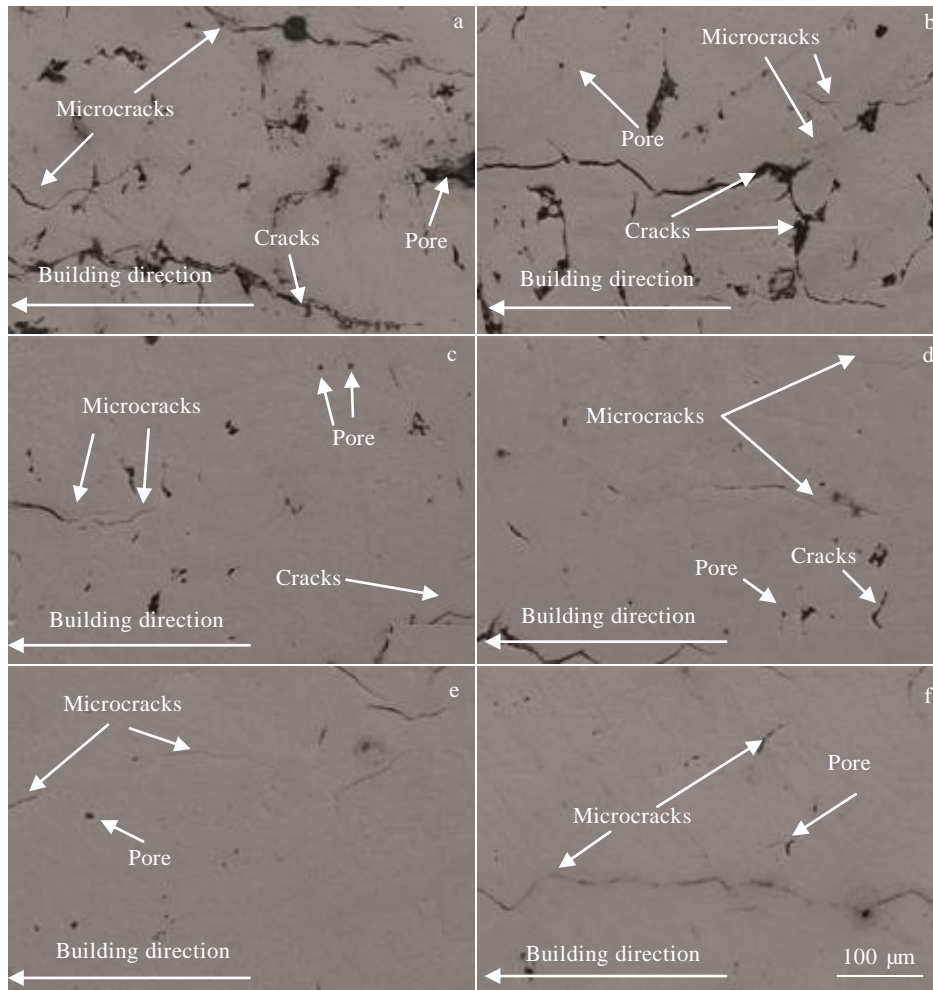 a
Microcracks
Cracks
Pore
Building direction
b
Microcracks
Pore
Cracks
Building direction
c
Microcracks
Pore
Cracks
Building direction
d
Microcracks
Pore
Cracks
Building direction
e
Microcracks
Pore
Building direction
f
Pore
Microcracks
Building direction
100 μm